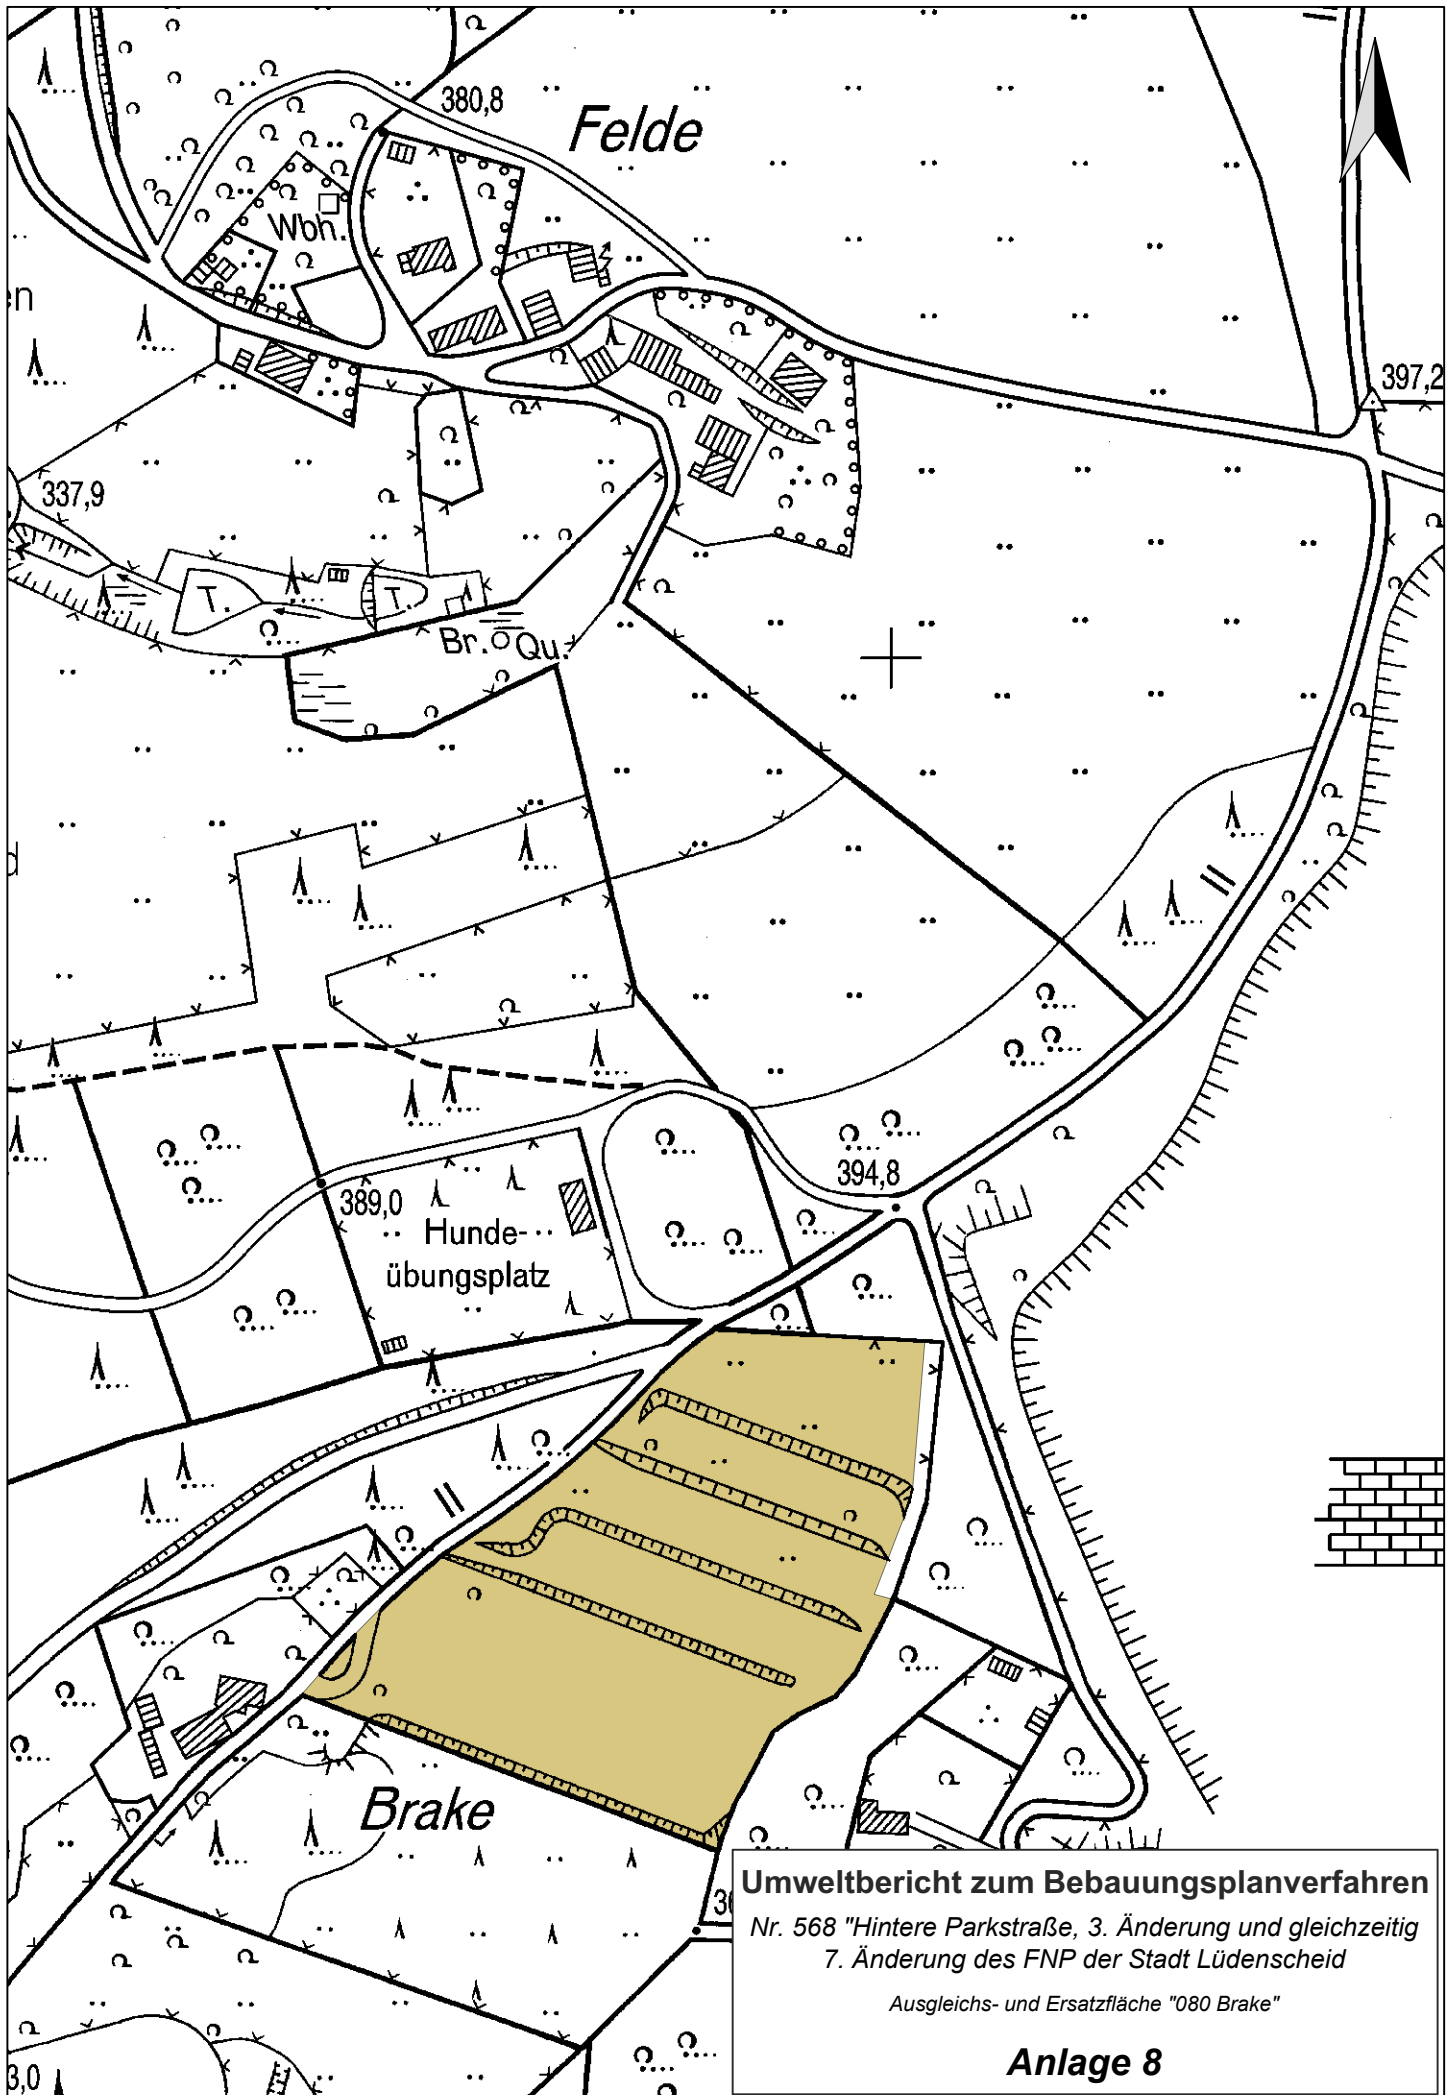 380,8
Felde
Wbh.
397,2
337,9
T.
T.
Br.
Qu.
394,8
389,0
Hunde-
übungsplatz
Brake
Umweltbericht zum Bebauungsplanverfahren
Nr. 568 "Hintere Parkstraße, 3. Änderung und gleichzeitig
7. Änderung des FNP der Stadt Lüdenscheid
Ausgleichs- und Ersatzfläche "080 Brake"
Anlage 8
3,0